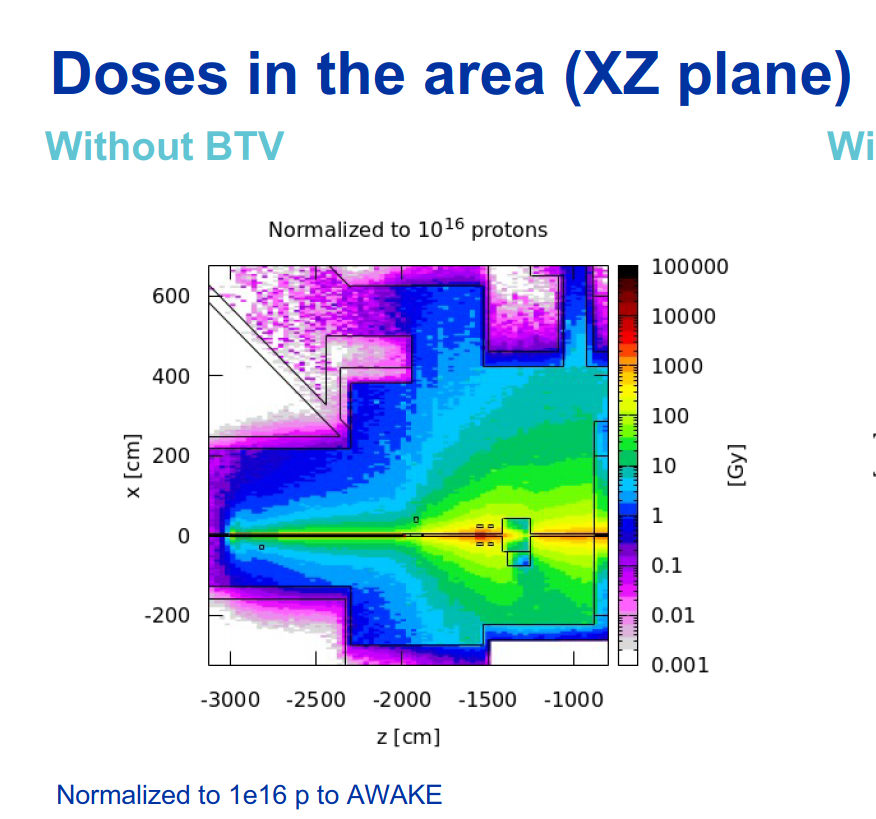 Doses in the area (XZ plane)
Without BTV
Wi
Normalized to 10¹⁶ protons
600
400
200
0
-200
x [cm]
-3000 -2500 -2000 -1500 -1000
z [cm]
100000
10000
1000
100
10
1
0.1
0.01
0.001
[Gy]
Normalized to 1e16 p to AWAKE